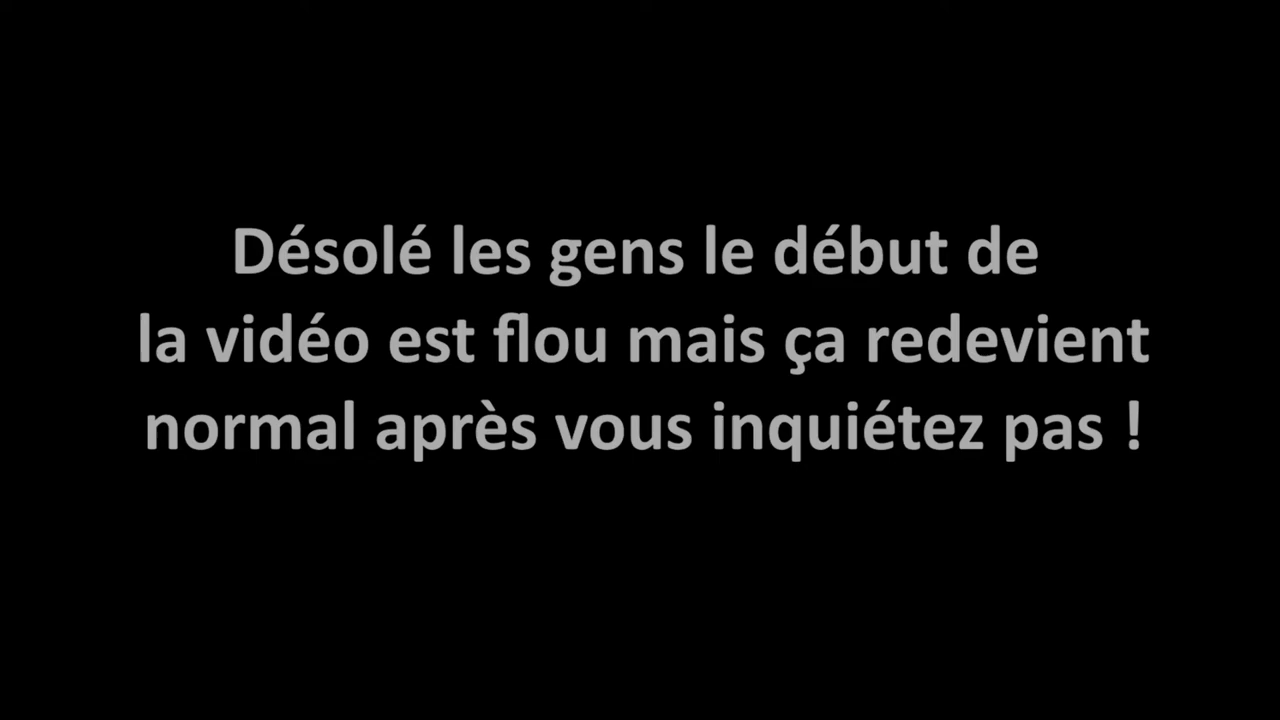 Désolé les gens le début de
la vidéo est flou mais ça redevient
normal après vous inquiétez pas !